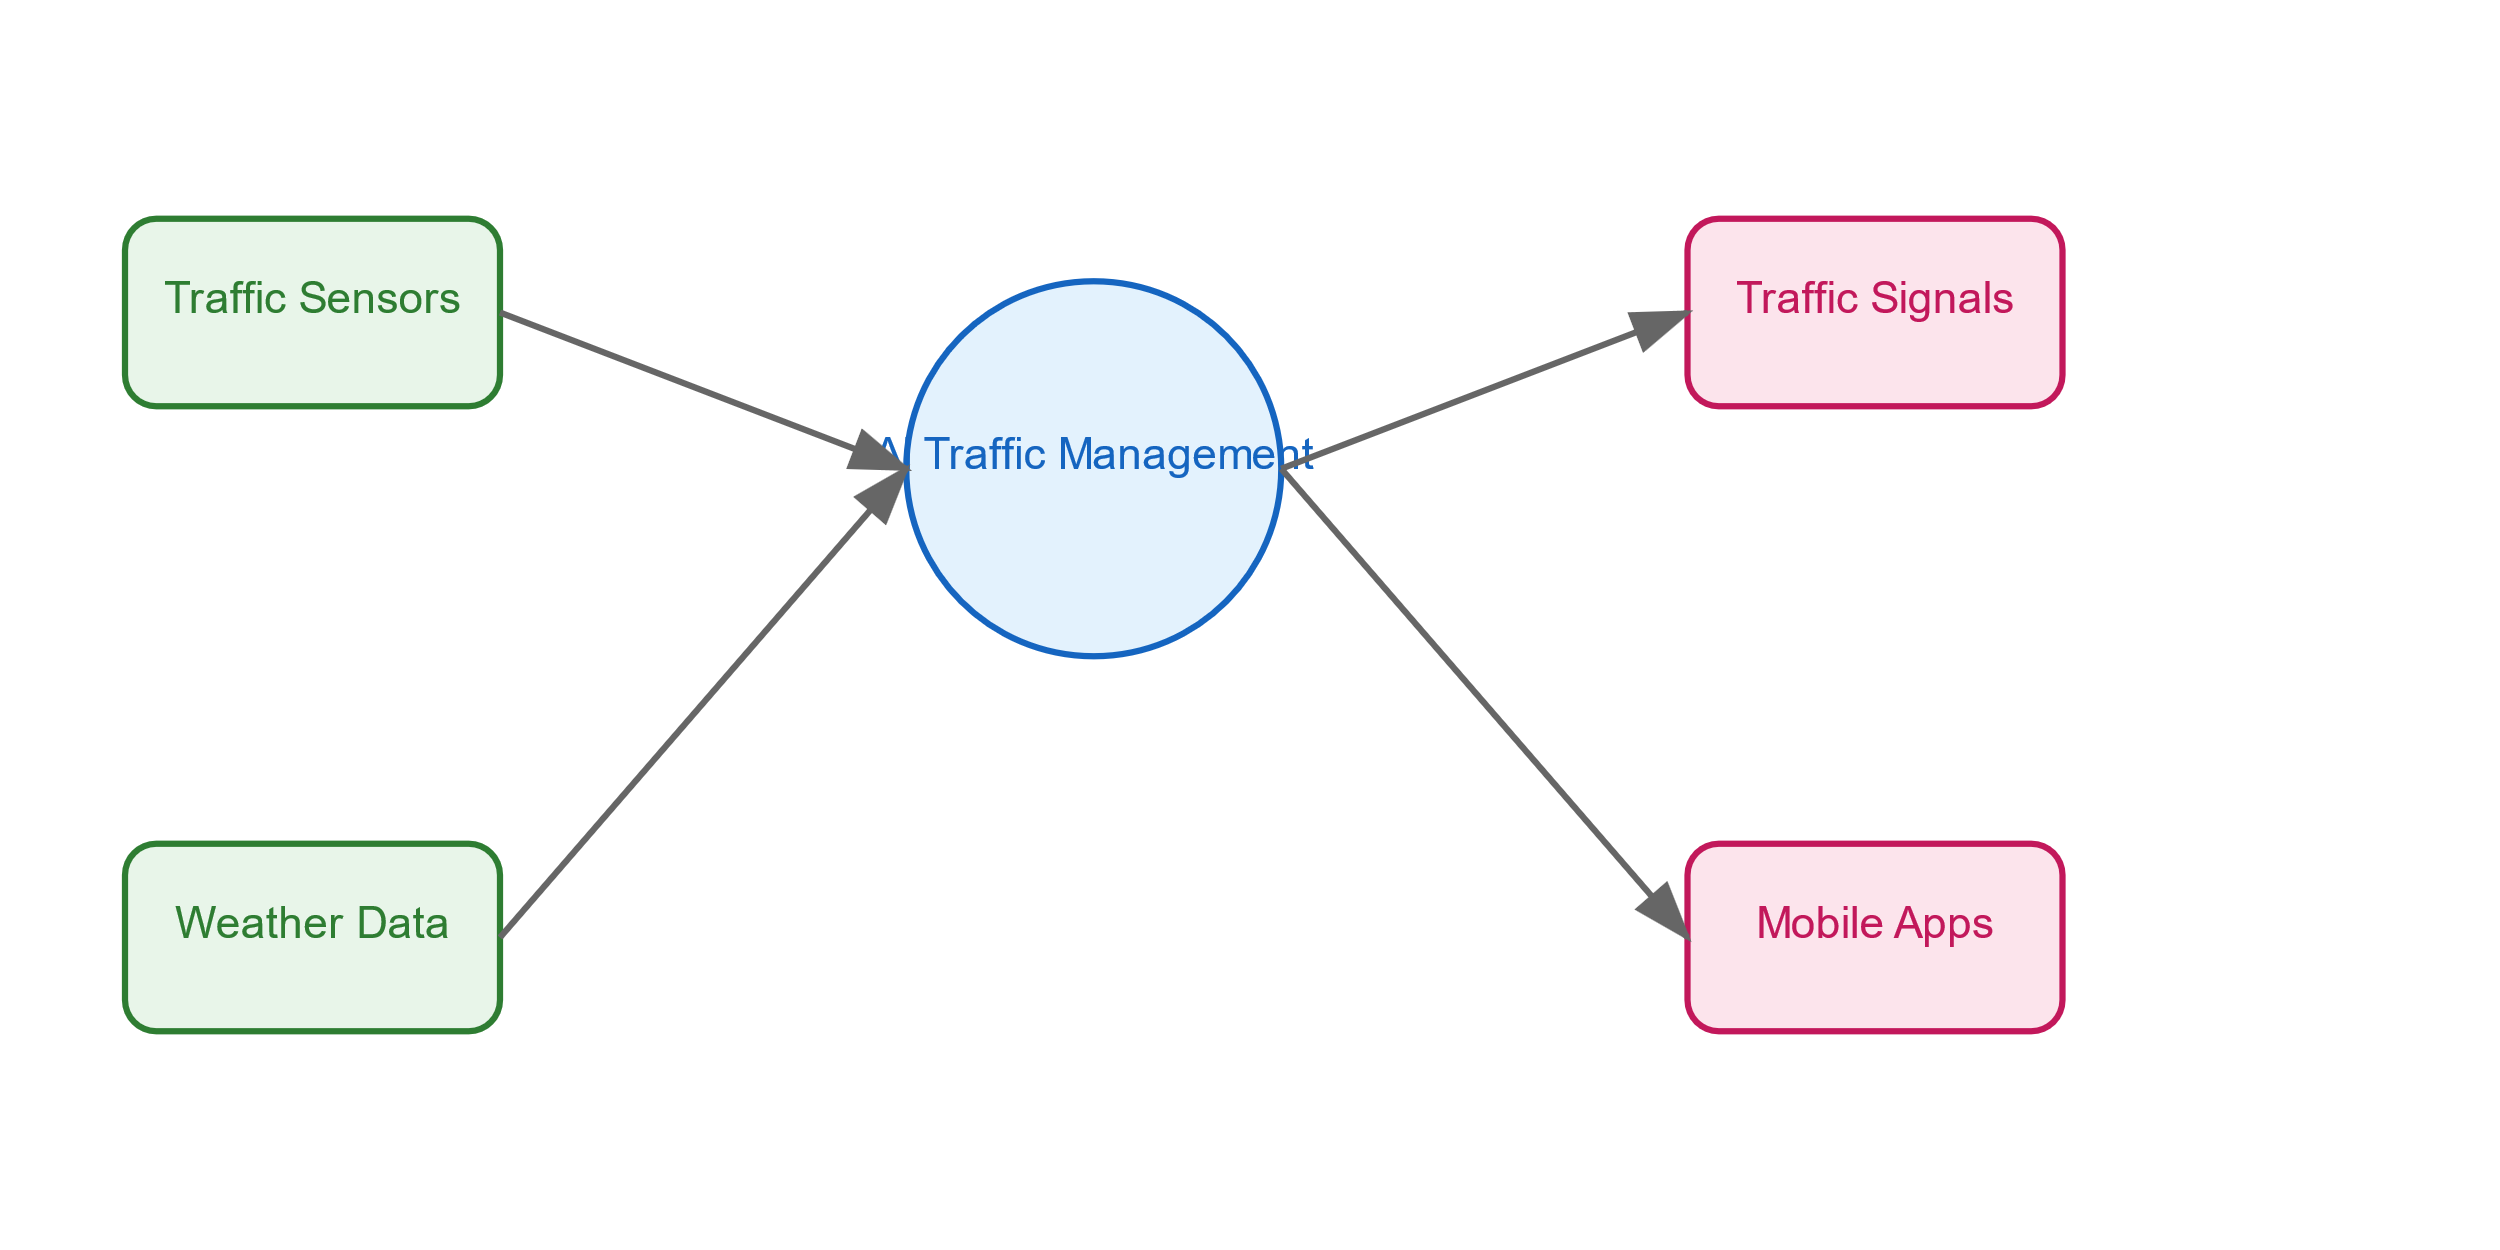 Traffic Sensors
Traffic Signals
AI Traffic Management
Weather Data
Mobile Apps